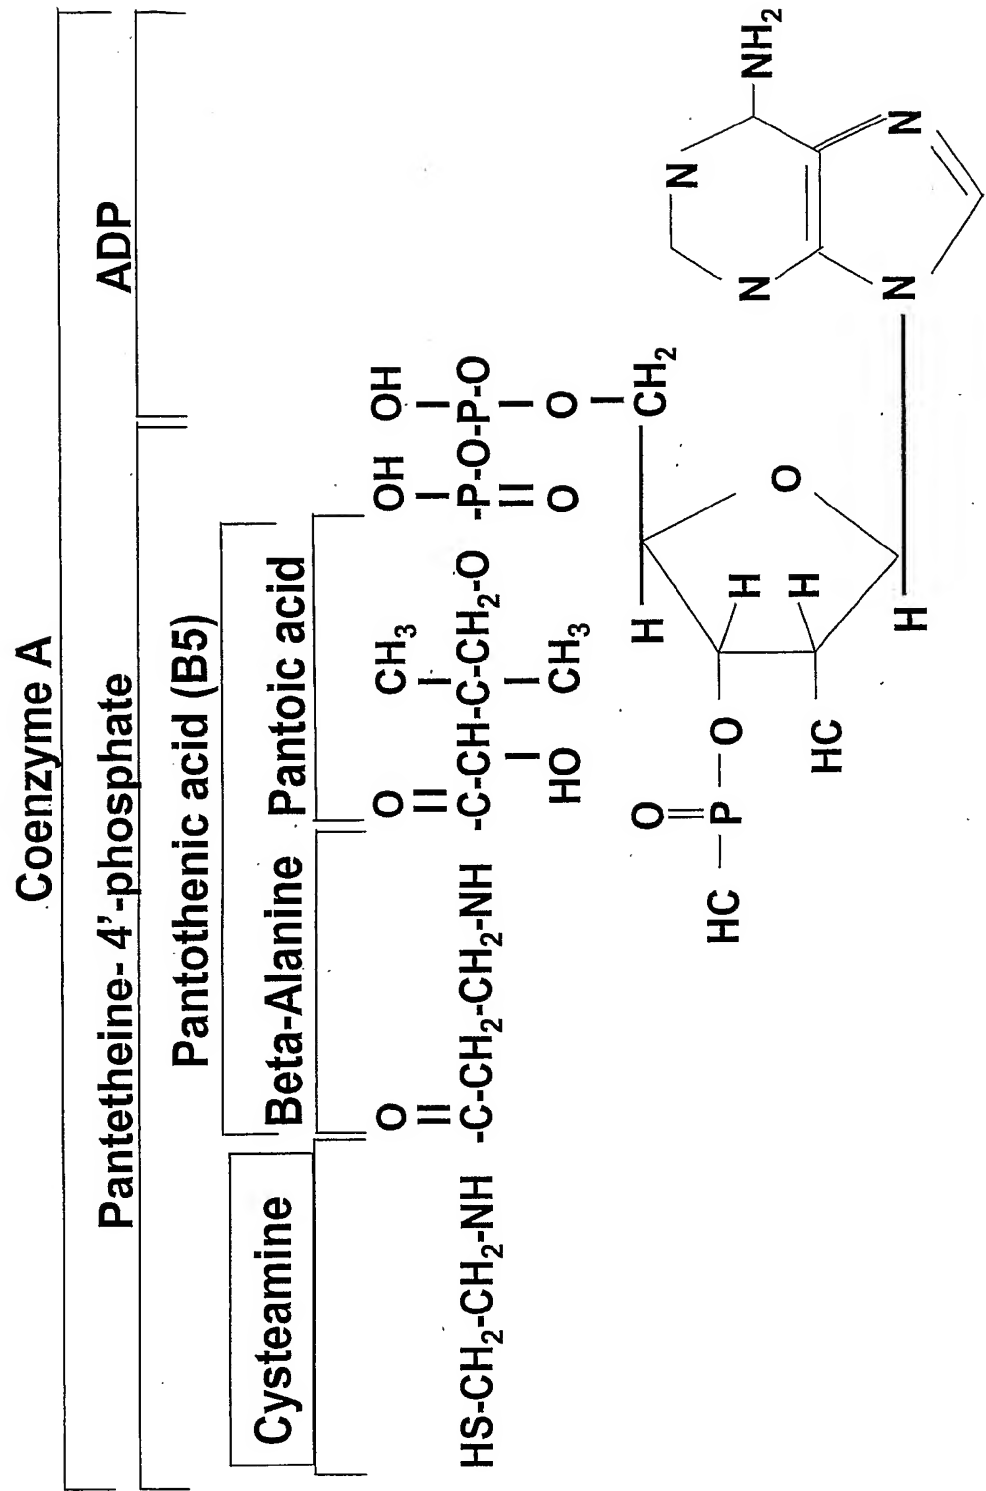 Coenzyme A
Pantetheine- 4'-phosphate ADP
Pantothenic acid (B5)
Cysteamine Beta-Alanine Pantoic acid
O O CH3 OH OH
HS-CH2-CH2-NH -C-CH2-CH2-NH -C-CH-C-CH2-O -P-O-P-O
HO CH3 O O
O H CH2 N NH2
HC P O H O N
HC H
H N N